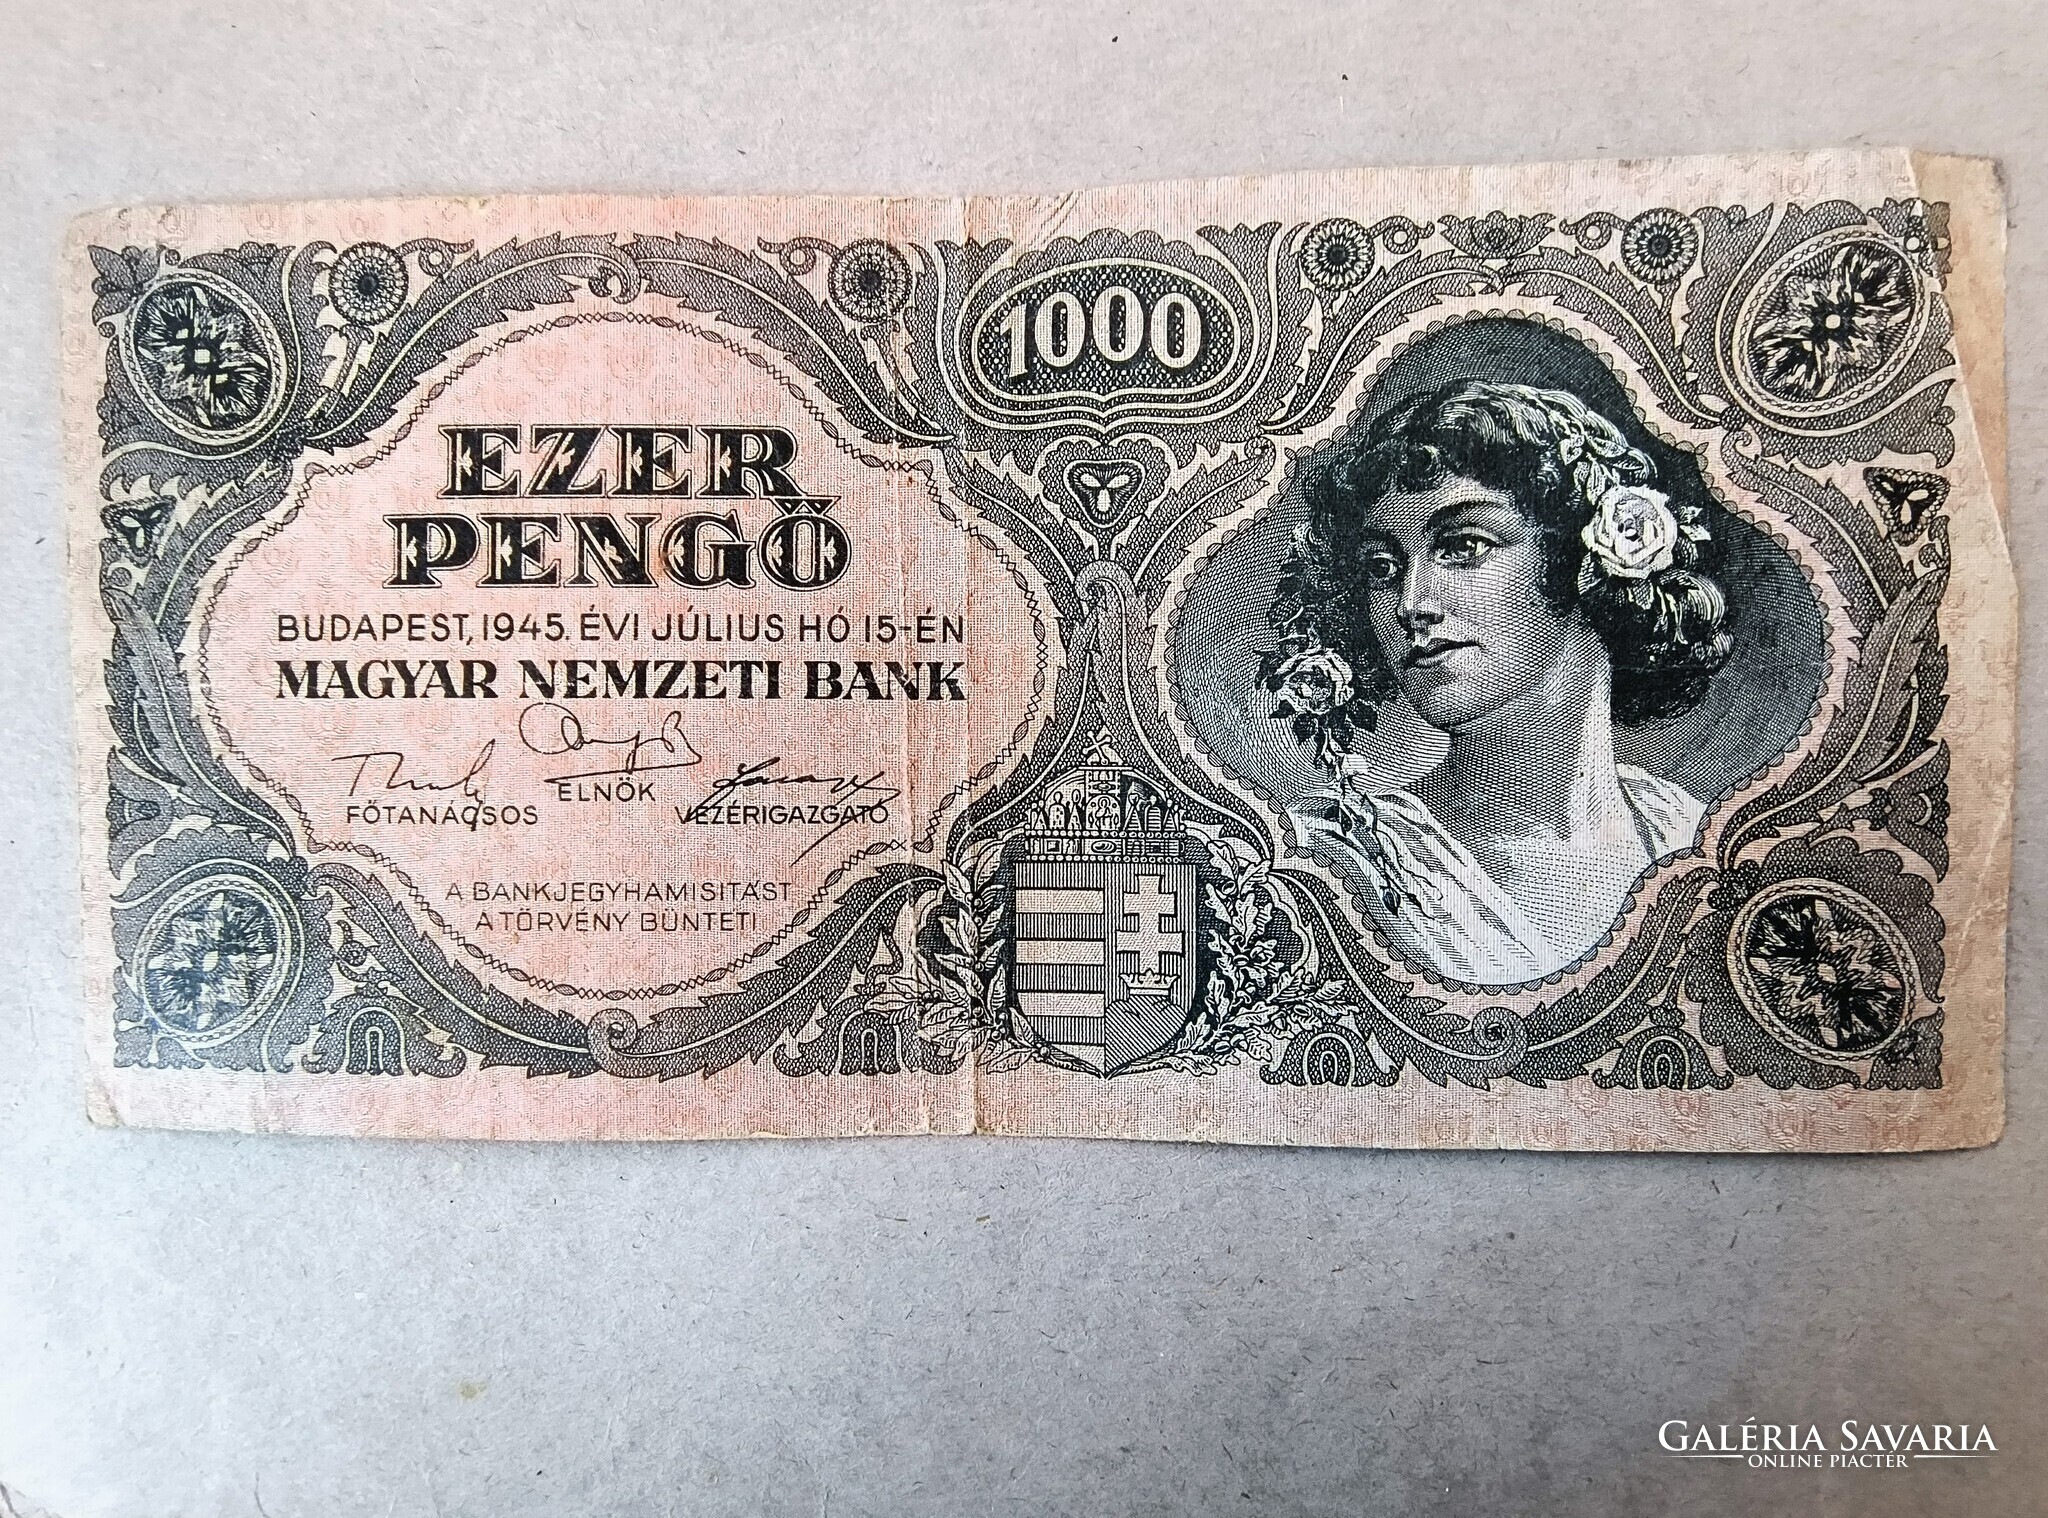 1000
EZER
PENGŐ
BUDAPEST, 1945. ÉVI JÚLIUS HÓ 15-ÉN
MAGYAR NEMZETI BANK
FŐTANÁCSOS ELNÖK VEZÉRIGAZGATÓ
A BANKJEGYHAMISITÁST
A TÖRVÉNY BÜNTETI
GALÉRIA SAVARIA
ONLINE PIACTÉR